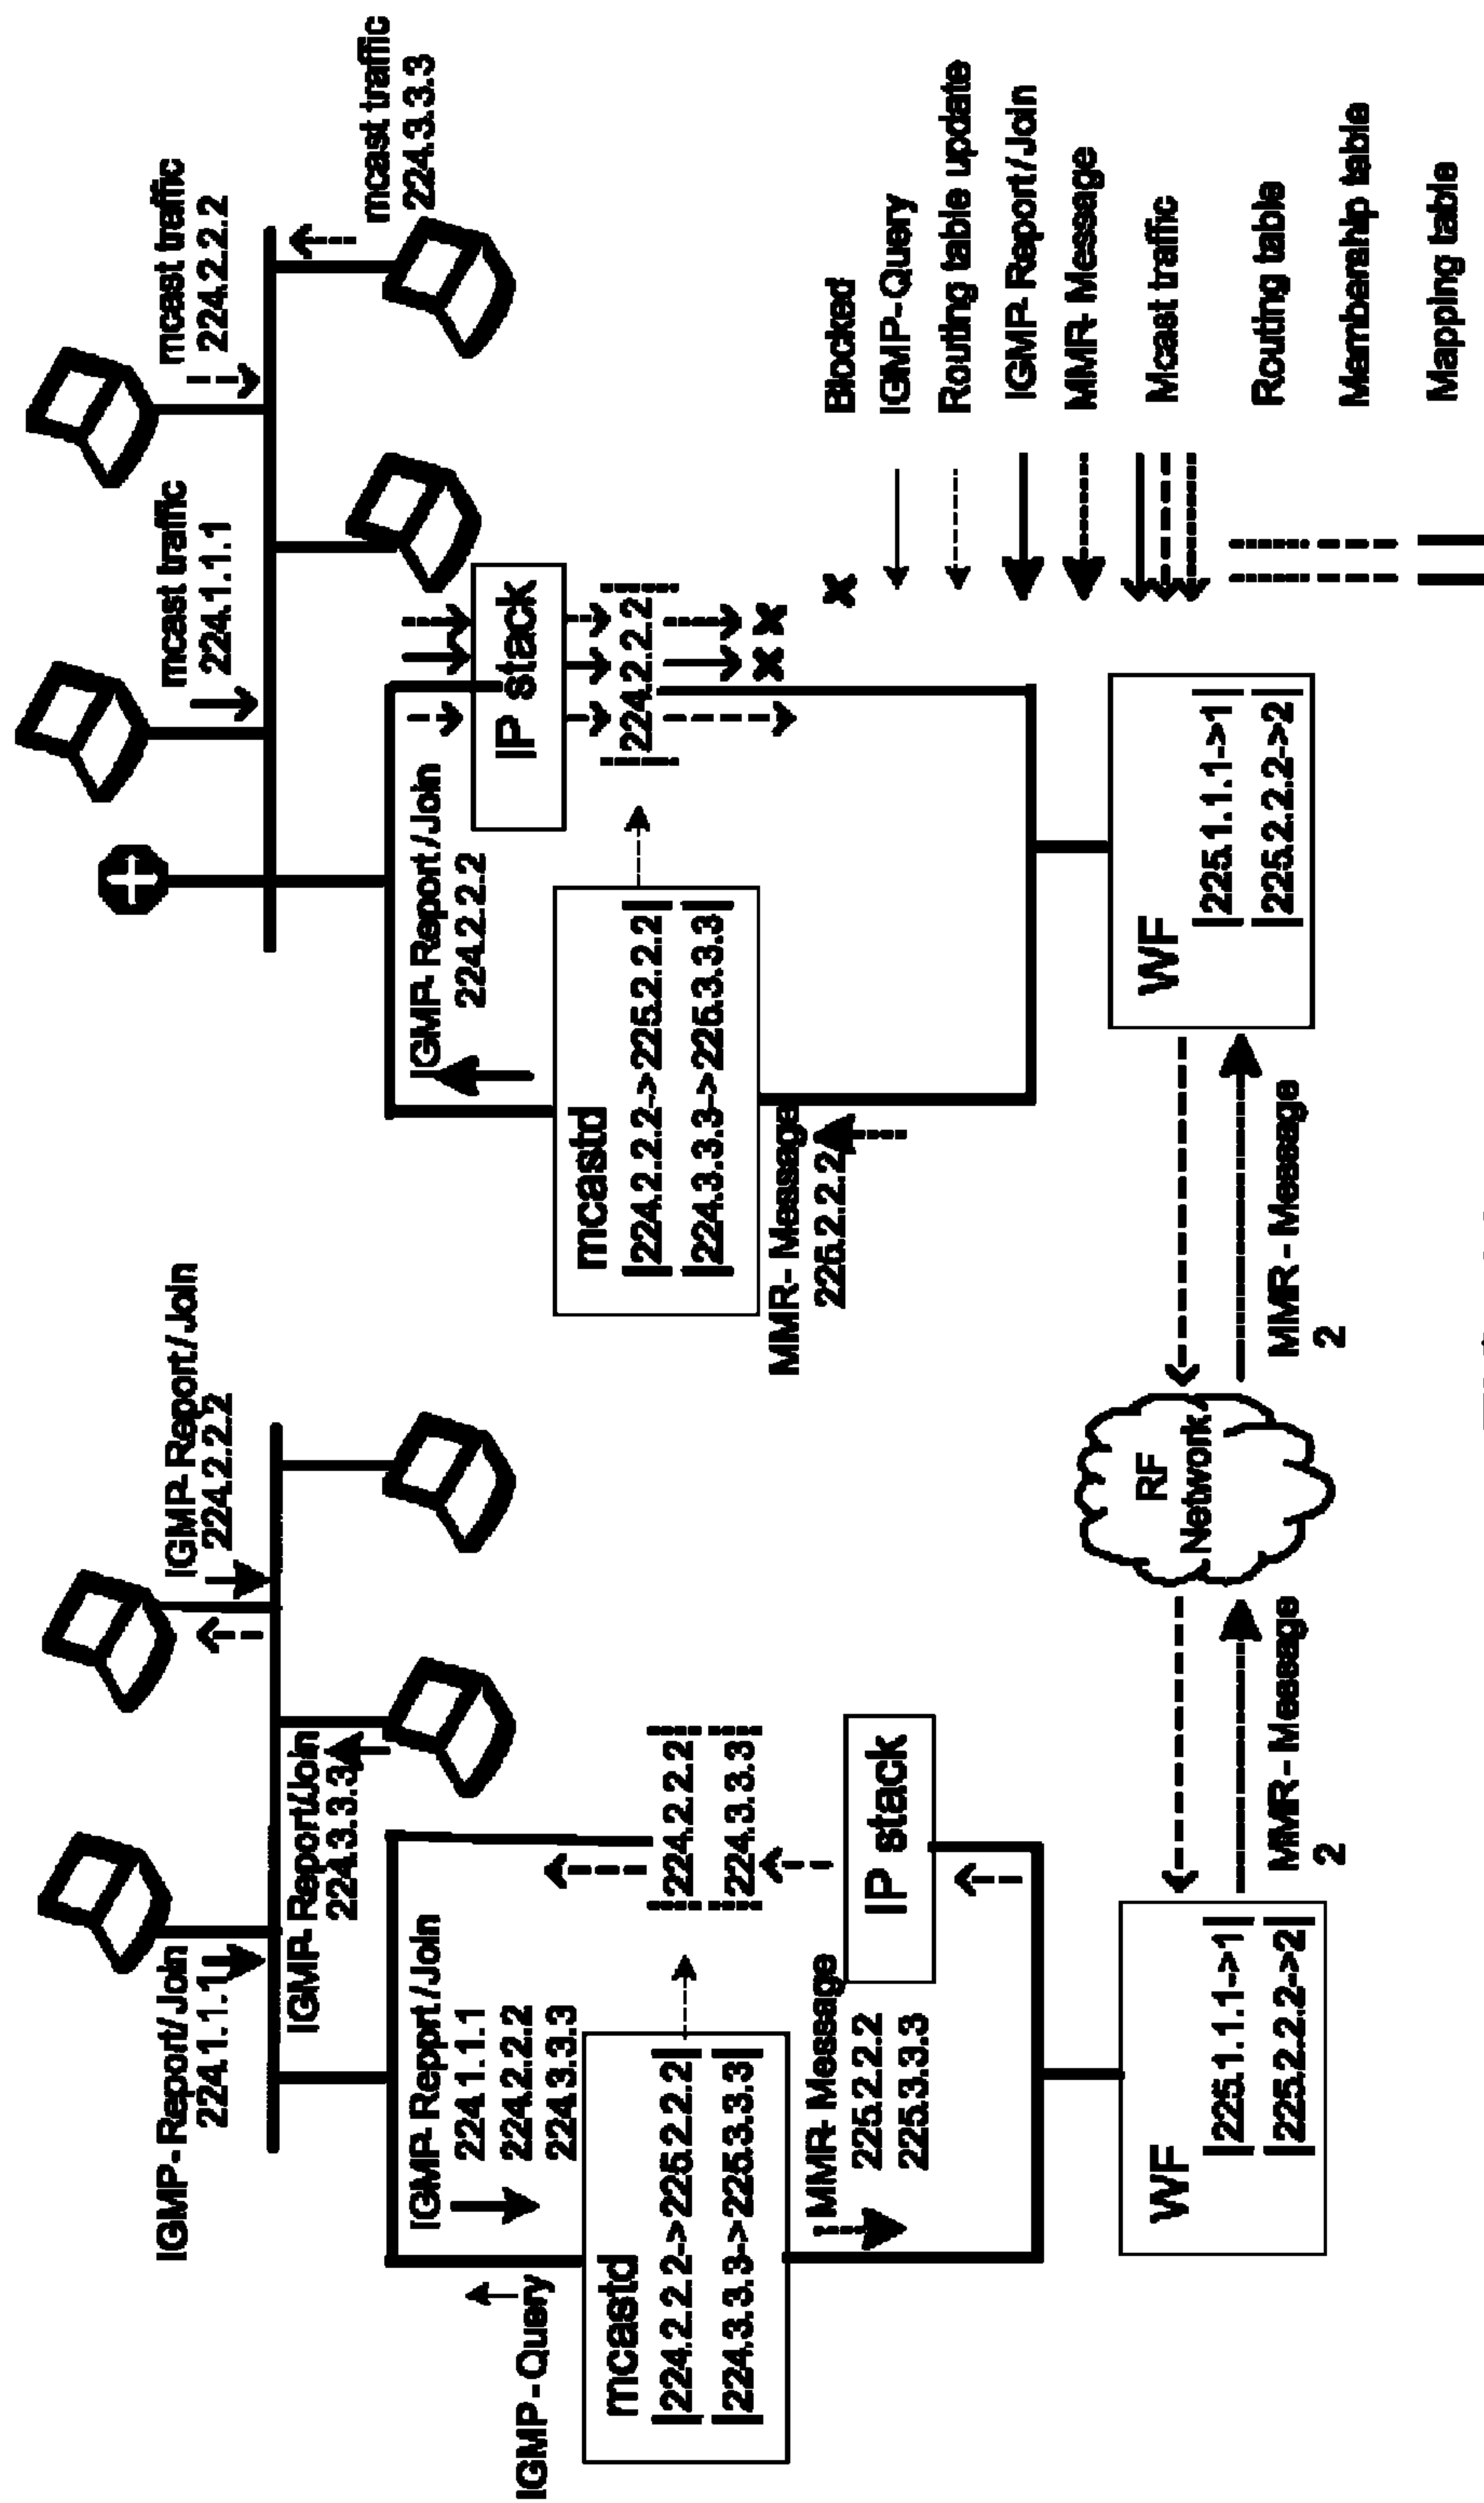 IGMP-Report/Join
224.1.1.1
IGMP-Report/Join
224.2.2.2
IGMP-Report/Join
224.3.3.3
IGMP-Query
IGMP-Report/Join
224.1.1.1
224.2.2.2
224.3.3.3
mcastd
|224.2.2.2->225.2.2.2|
|224.3.3.3->225.3.3.3|
|224.2.2.2|
|224.3.3.3|
IP stack
MMR-Message
225.2.2.2
225.3.3.3
WF
|225.1.1.1->1|
|225.2.2.2->2|
MMR-Message
2
RF
Network
MMR-Message
2
mcast traffic
224.1.1.1
mcast traffic
224.2.2.2
mcast traffic
224.3.3.3
IGMP-Report/Join
224.2.2.2
IP stack
|224.2.2.2|
mcastd
|224.2.2.2->225.2.2.2|
|224.3.3.3->225.3.3.3|
MMR-Message
225.2.2.2
WF
|225.1.1.1->1|
|225.2.2.2->2|
Blocked
IGMP-Query
Routing table update
IGMP-Report/Join
MMR-Message
Mcast traffic
Routing table
Membership table
Mapping table